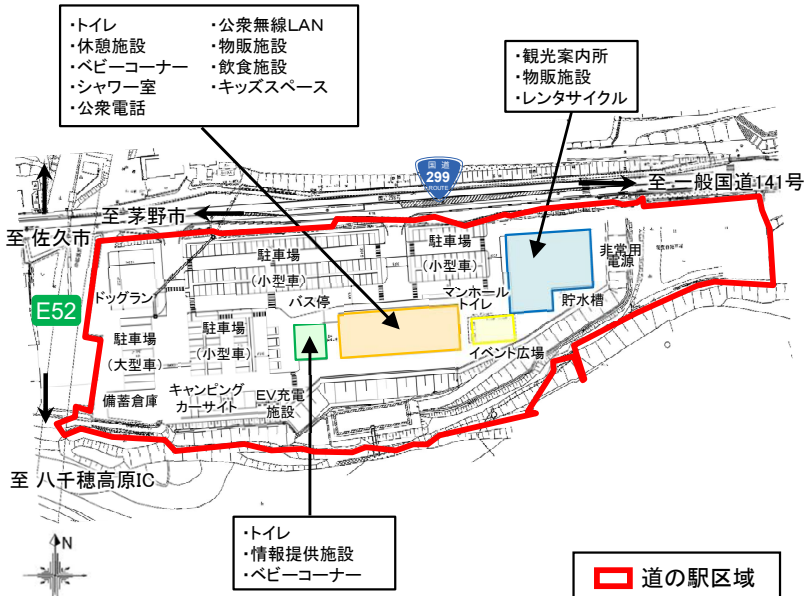 ・トイレ ・公衆無線LAN
・休憩施設 ・物販施設
・ベビーコーナー ・飲食施設
・シャワー室 ・キッズスペース
・公衆電話
・観光案内所
・物販施設
・レンタサイクル
国道
299
ROUTE
至 一般国道141号
至 茅野市
至 佐久市
E52
ドッグラン
駐車場
(小型車)
駐車場
(小型車)
非常用
電源
マンホール
トイレ
貯水槽
バス停
駐車場
(大型車)
駐車場
(小型車)
イベント広場
備蓄倉庫
キャンピング
カーサイト
EV充電
施設
至 八千穂高原IC
・トイレ
・情報提供施設
・ベビーコーナー
N
道の駅区域